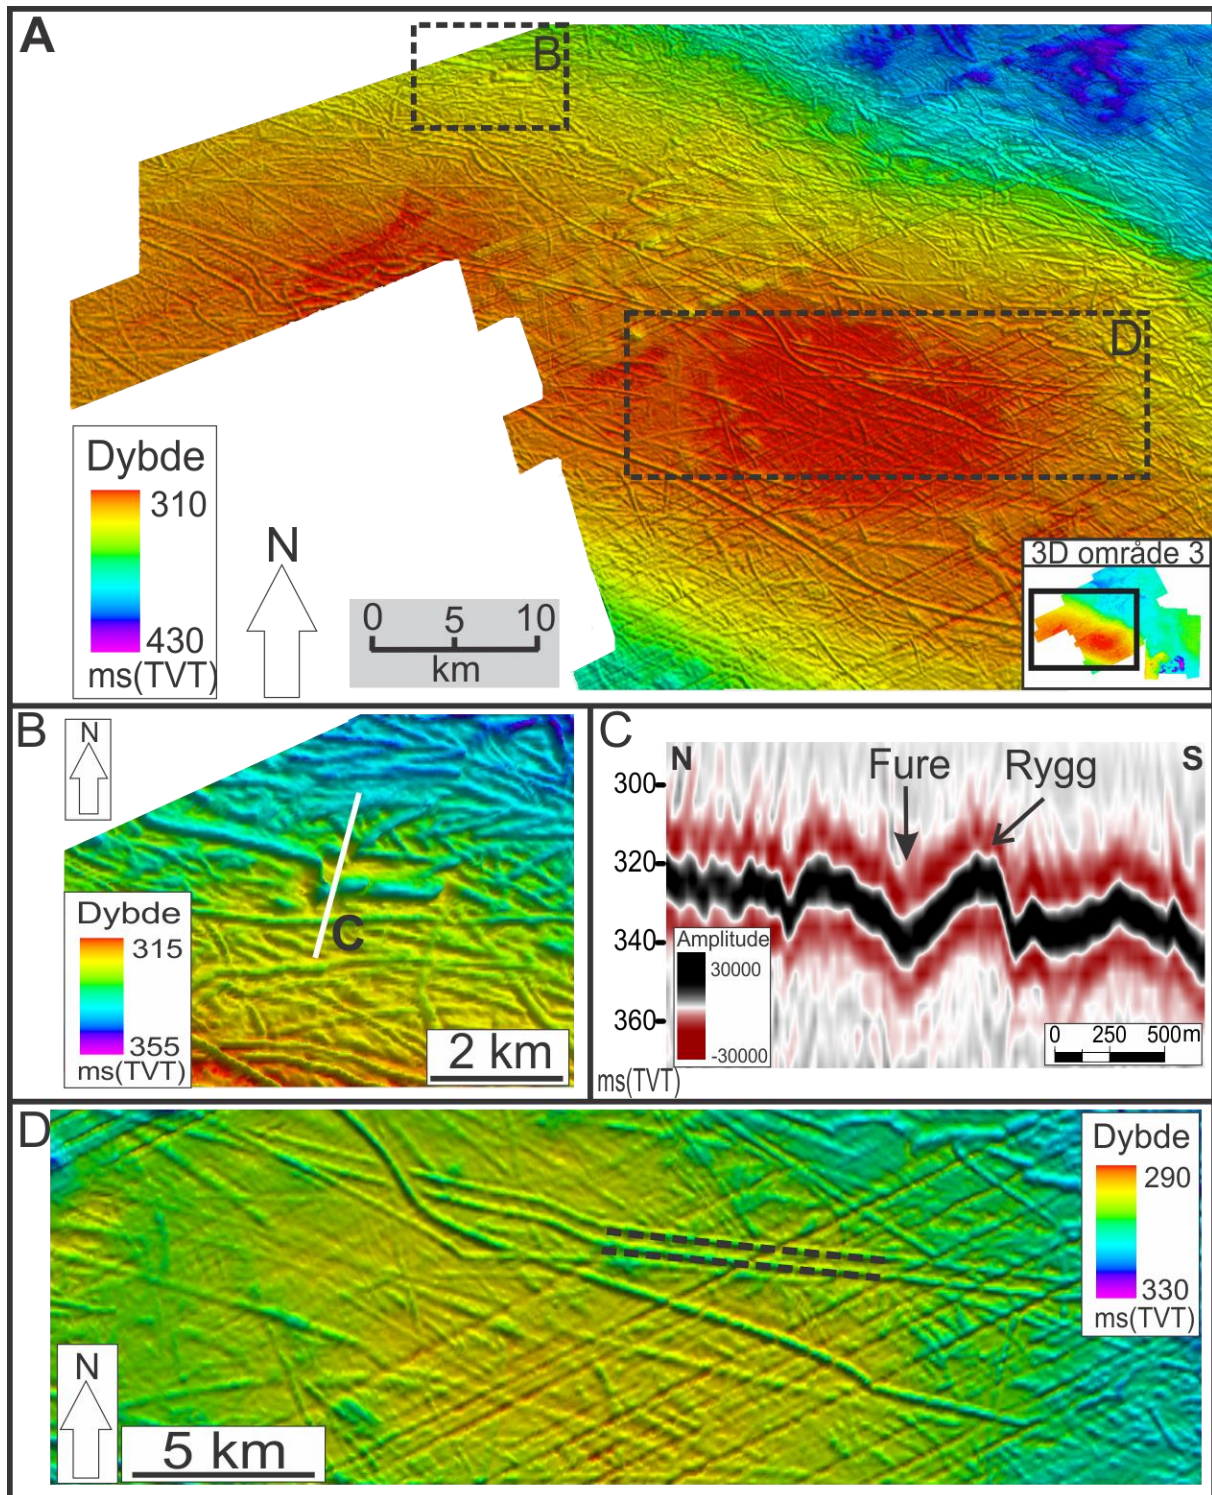 A
B
D
Dybde
310
430
ms(TVT)
N
0 5 10
km
3D område 3
B
N
C
Dybde
315
355
ms(TVT)
2 km
C
N
S
Fure
Rygg
300
320
340
360
ms(TVT)
Amplitude
30000
-30000
0 250 500m
D
Dybde
290
330
ms(TVT)
N
5 km